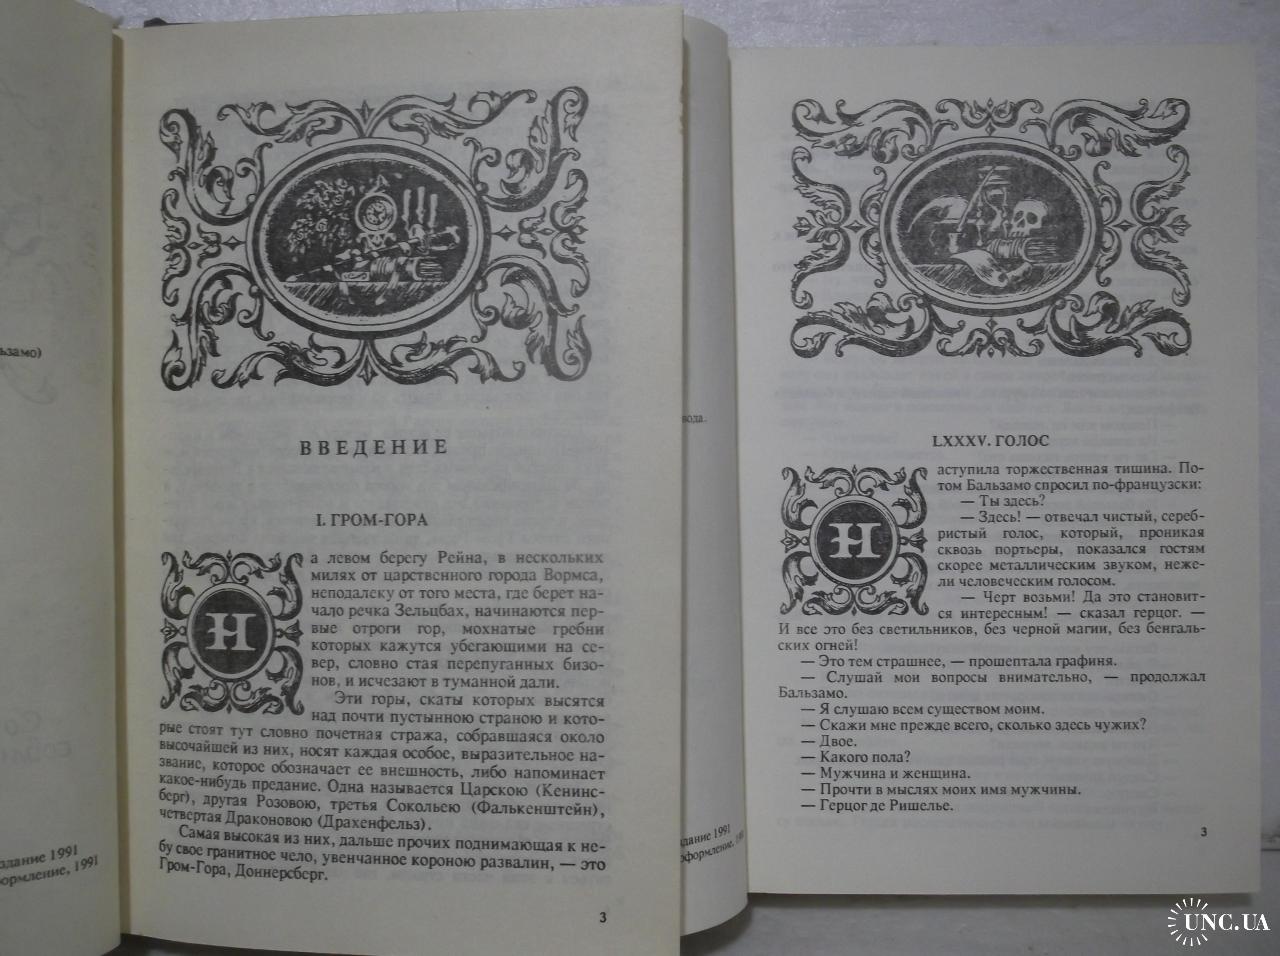 ьзамо)
здание 1991
оформление, 1991
ВВЕДЕНИЕ
I. ГРОМ-ГОРА
На левом берегу Рейна, в нескольких
милях от царственного города Вормса,
неподалеку от того места, где берет на-
чало речка Зельцбах, начинаются пер-
вые отроги гор, мохнатые гребни
которых кажутся убегающими на се-
вер, словно стая перепуганных бизо-
нов, и исчезают в туманной дали.
Эти горы, скаты которых высятся
над почти пустынною страною и кото-
рые стоят тут словно почетная стража, собравшаяся около
высочайшей из них, носят каждая особое, выразительное на-
звание, которое обозначает ее внешность, либо напоминает
какое-нибудь предание. Одна называется Царскою (Кенинс-
берг), другая Розовою, третья Соколъею (Фалькенштейн),
четвертая Драконовою (Драхенфельз).
Самая высокая из них, дальше прочих поднимающая к не-
бу свое гранитное чело, увенчанное короною развалин, — это
Гром-Гора, Доннерсберг.
3
вода.
здание 1991
оформление, 1991
LXXXV. ГОЛОС
Наступила торжественная тишина. По-
том Бальзамо спросил по-французски:
— Ты здесь?
— Здесь! — отвечал чистый, сереб-
ристый голос, который, проникая
сквозь портьеры, показался гостям
скорее металлическим звуком, неже-
ли человеческим голосом.
— Черт возьми! Да это становит-
ся интересным! — сказал герцог. —
И все это без светильников, без черной магии, без бенгаль-
ских огней!
— Это тем страшнее, — прошептала графиня.
— Слушай мои вопросы внимательно, — продолжал
Бальзамо.
— Я слушаю всем существом моим.
— Скажи мне прежде всего, сколько здесь чужих?
— Двое.
— Какого пола?
— Мужчина и женщина.
— Прочти в мыслях моих имя мужчины.
— Герцог де Ришелье.
3
UNC.UA